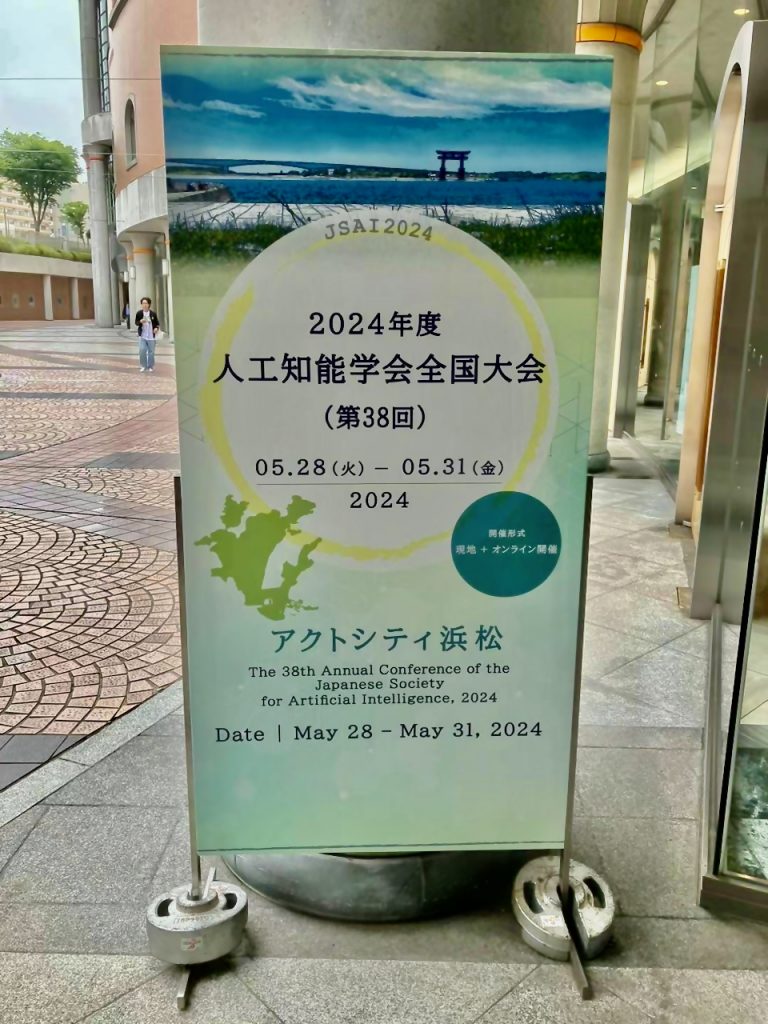 JSAI2024
2024年度
人工知能学会全国大会
（第38回）
05.28（火）－ 05.31（金）
2024
開催形式
現地 + オンライン開催
アクトシティ浜松
The 38th Annual Conference of the
Japanese Society
for Artificial Intelligence, 2024
Date | May 28 – May 31, 2024